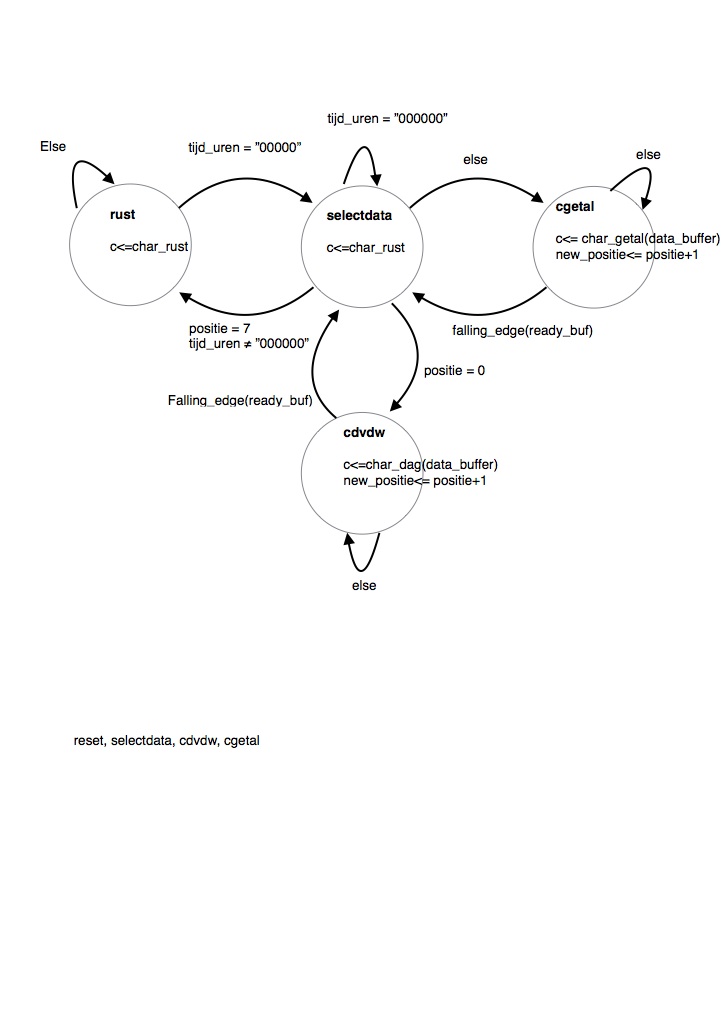 tijd_uren = ”000000”
Else
tijd_uren = ”00000”
else
else
rust
c<=char_rust
selectdata
c<=char_rust
cgetal
c<= char_getal(data_buffer)
new_positie<= positie+1
positie = 7
tijd_uren ≠ ”000000”
falling_edge(ready_buf)
positie = 0
Falling_edge(ready_buf)
cdvdw
c<=char_dag(data_buffer)
new_positie<= positie+1
else
reset, selectdata, cdvdw, cgetal